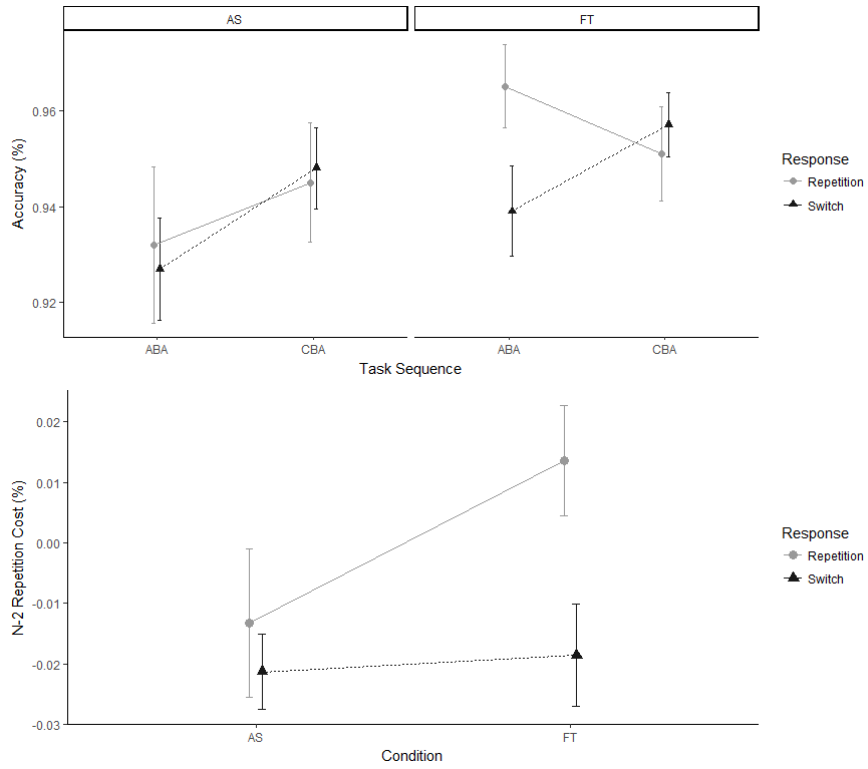 AS FT
Accuracy (%)
0.96
0.94
0.92
ABA CBA ABA CBA
Task Sequence
Response
Repetition
Switch
N-2 Repetition Cost (%)
0.02
0.01
0.00
-0.01
-0.02
-0.03
AS FT
Condition
Response
Repetition
Switch